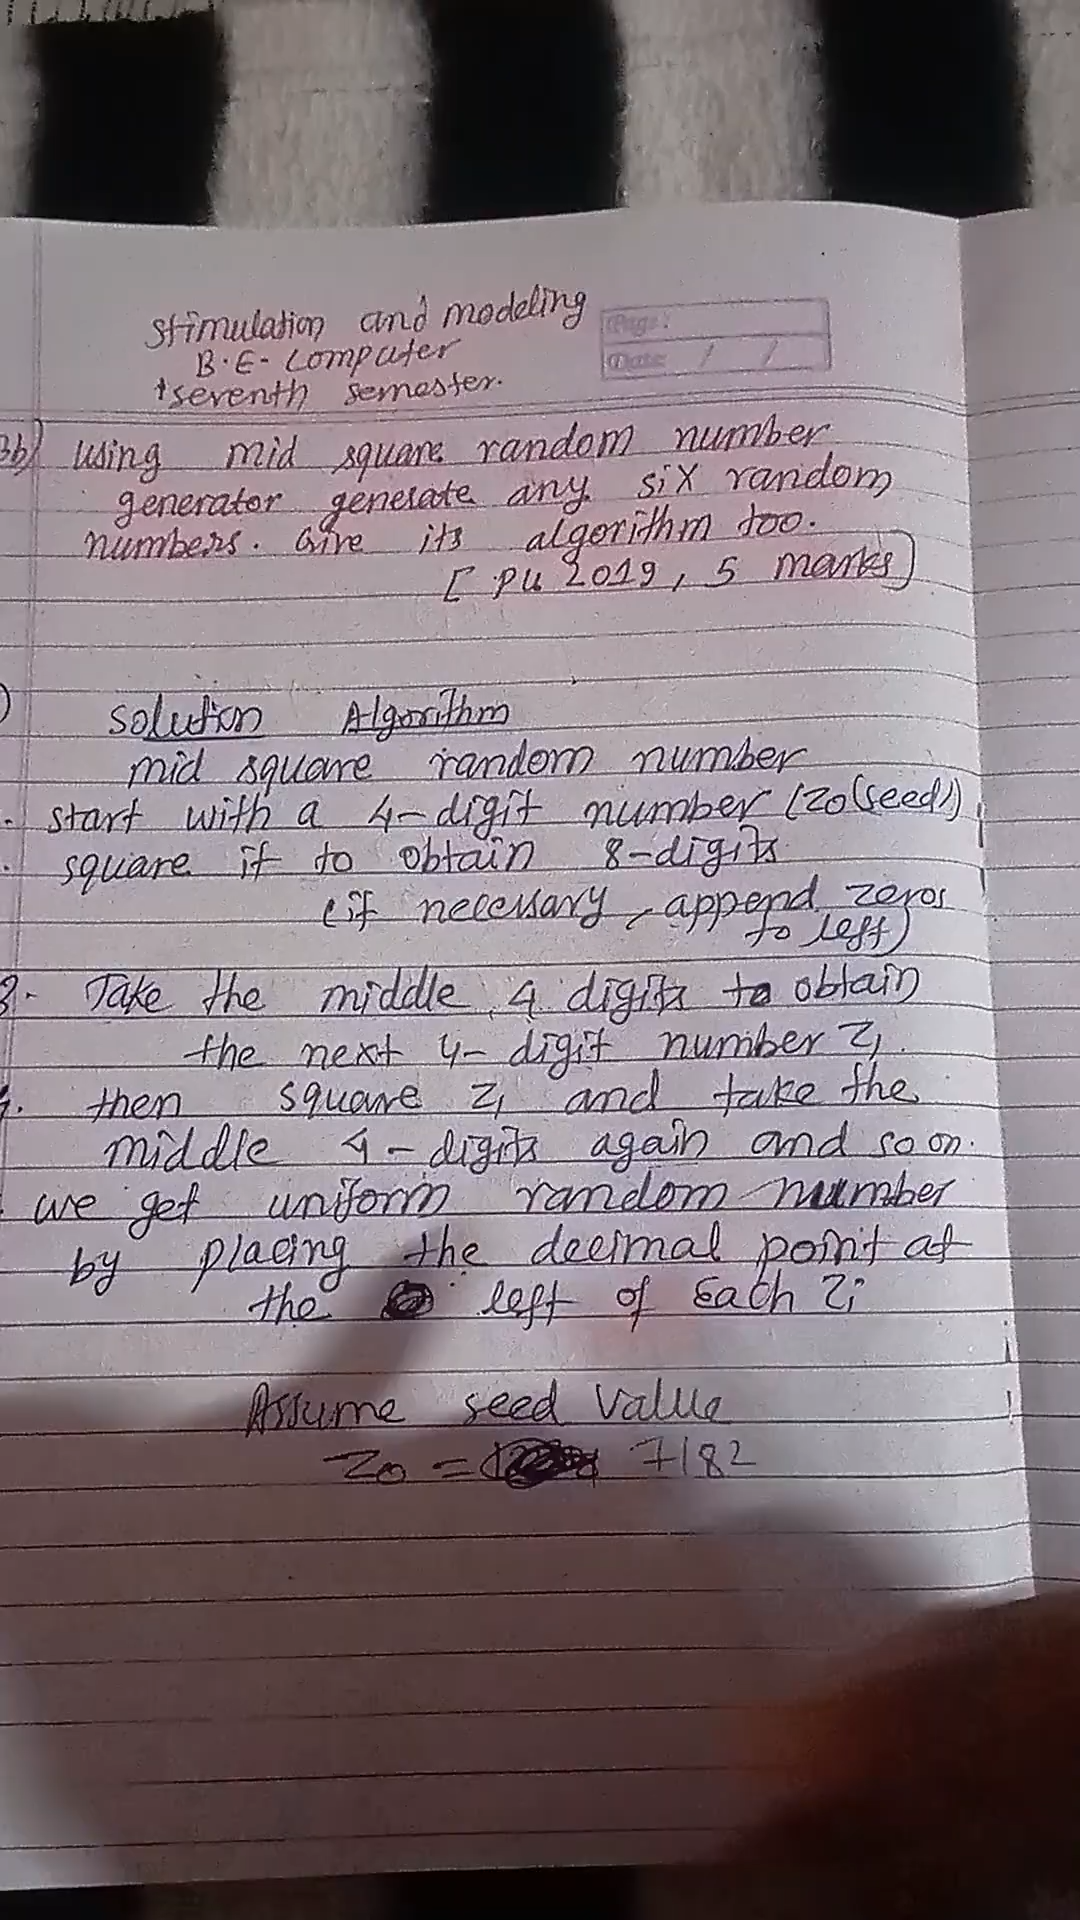 Stimulation and modeling
B.E- Computer
seventh semester.
Page:
Date: / /
3b) Using mid square random number
generator generate any six random
numbers. Give its algorithm too.
[PU 2019, 5 marks]
Solution Algorithm
mid square random number
. start with a 4-digit number (Z0(seed))
. square it to obtain 8-digits
(if necessary, append zeros
to left)
3. Take the middle 4 digits to obtain
the next 4-digit number Z1.
4. then square Z1 and take the
middle 4-digits again and so on.
we get uniform random number
by placing the decimal point at
the left of Each Zi
Assume seed value
Z0 = 7182